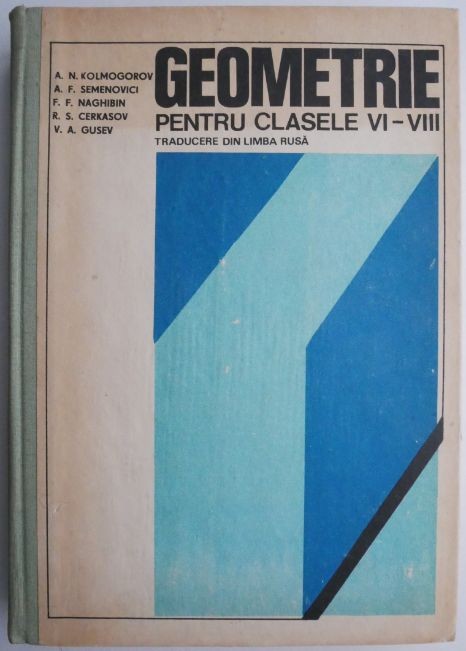 A. N. KOLMOGOROV
A. F. SEMENOVICI
F. F. NAGHIBIN
R. S. CERKASOV
V. A. GUSEV
GEOMETRIE
PENTRU CLASELE VI-VIII
TRADUCERE DIN LIMBA RUSĂ